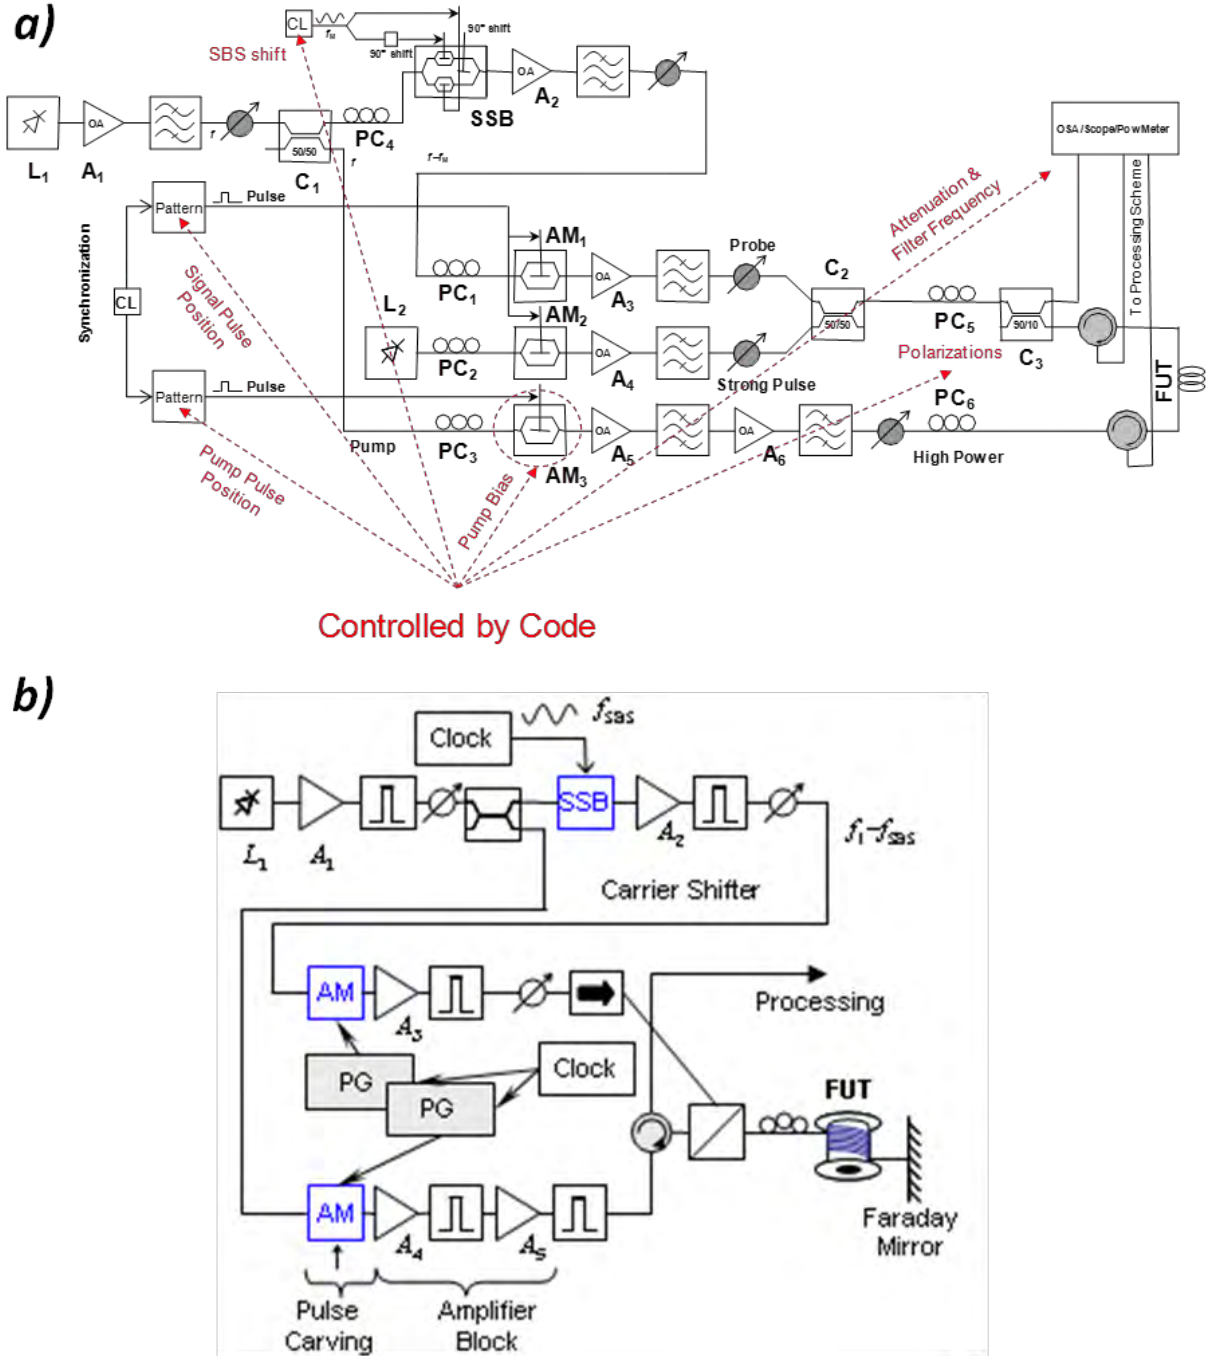 a)
CL
f_M
90° shift
90° shift
SBS shift
OA
A2
SSB
PC4
OA
f
50/50
L1
A1
C1
f
f-f_M
OSA/Scope/PowMeter
Pattern
Pulse
Synchronization
CL
Signal Pulse
Position
Attenuation &
Filter Frequency
To Processing Scheme
AM1
Probe
PC1
OA
A3
C2
L2
AM2
50/50
PC5
90/10
C3
PC2
OA
A4
Strong Pulse
Polarizations
FUT
Pattern
Pulse
PC6
Pump
PC3
OA
A5
OA
A6
High Power
AM3
Pump Pulse
Position
Pump Bias
Controlled by Code
b)
Clock
f_SBS
SSB
L1
A1
A2
f1-f_SBS
Carrier Shifter
AM
A3
Processing
PG
Clock
PG
FUT
AM
A4
A5
Faraday
Mirror
Pulse
Carving
Amplifier
Block